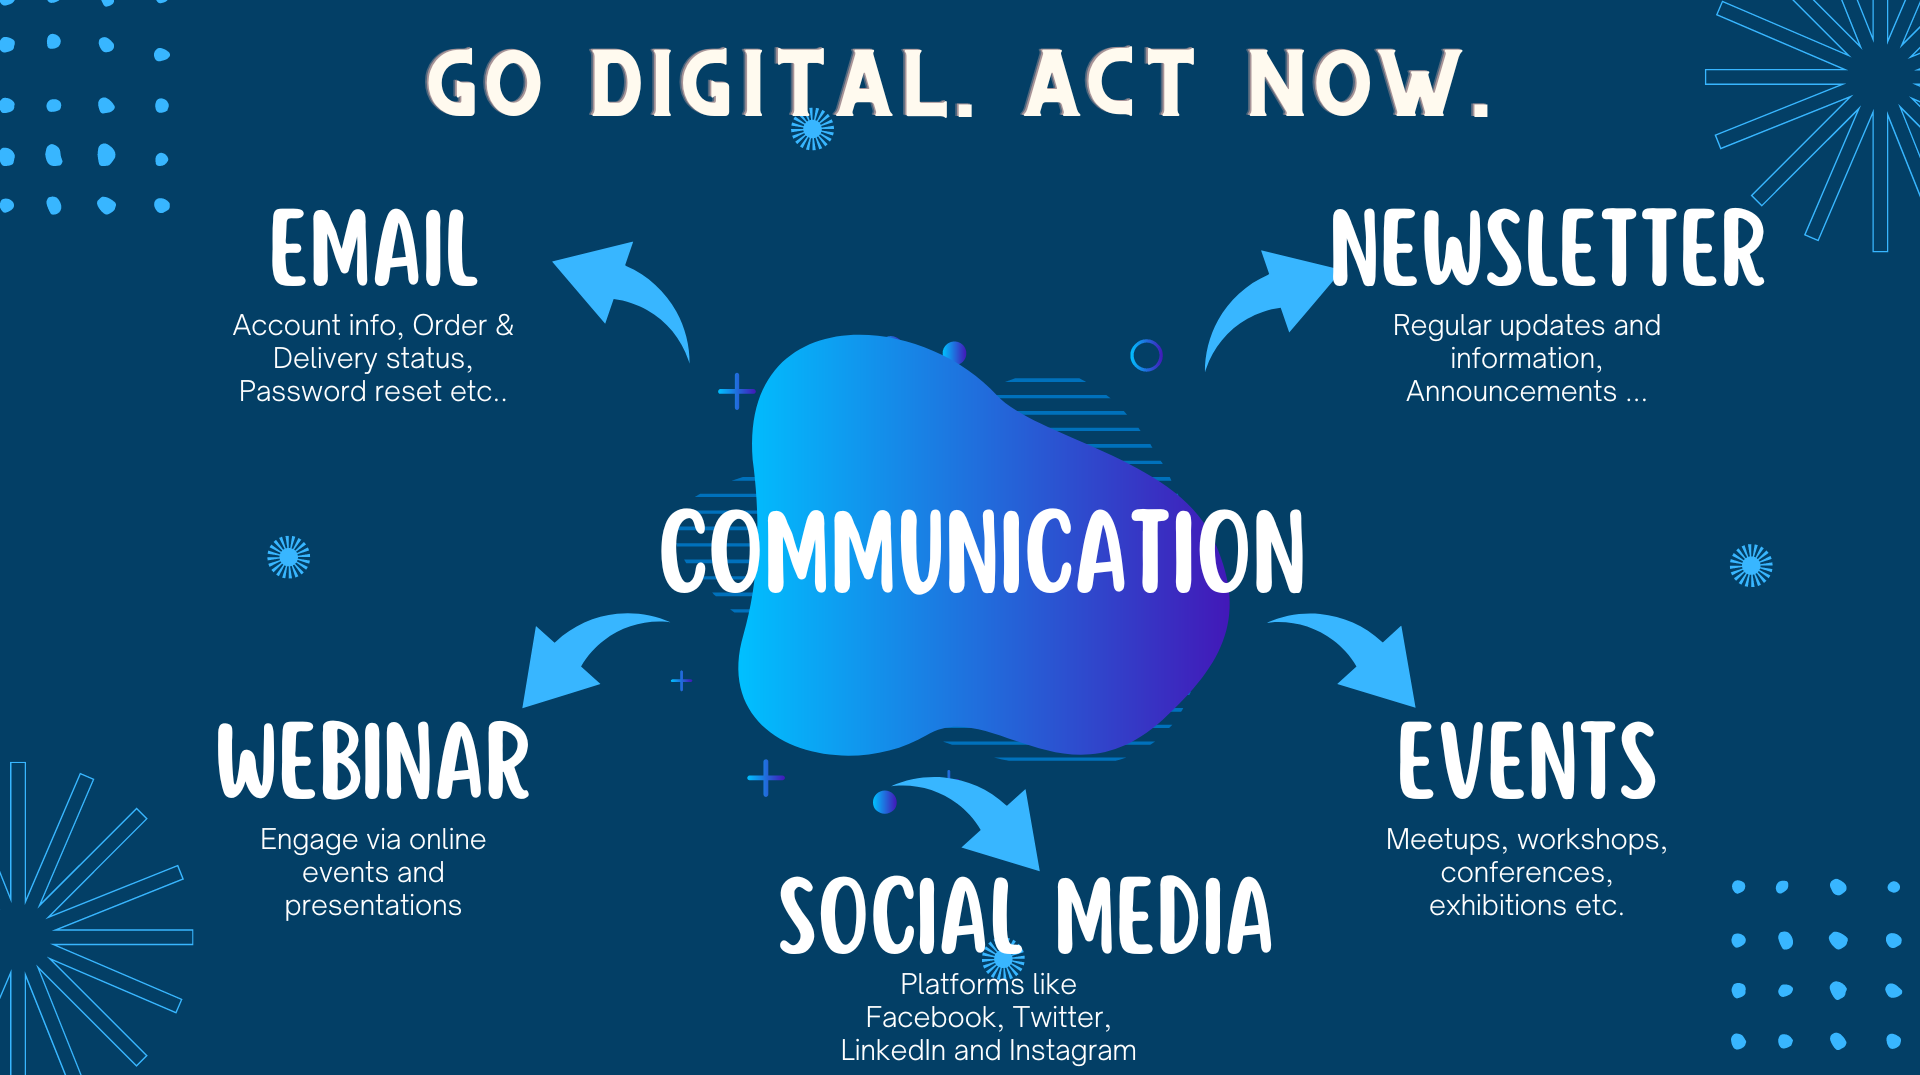 GO DIGITAL. ACT NOW.
EMAIL
Account info, Order &
Delivery status,
Password reset etc..
NEWSLETTER
Regular updates and
information,
Announcements ...
COMMUNICATION
WEBINAR
Engage via online
events and
presentations
EVENTS
Meetups, workshops,
conferences,
exhibitions etc.
SOCIAL MEDIA
Platforms like
Facebook, Twitter,
LinkedIn and Instagram